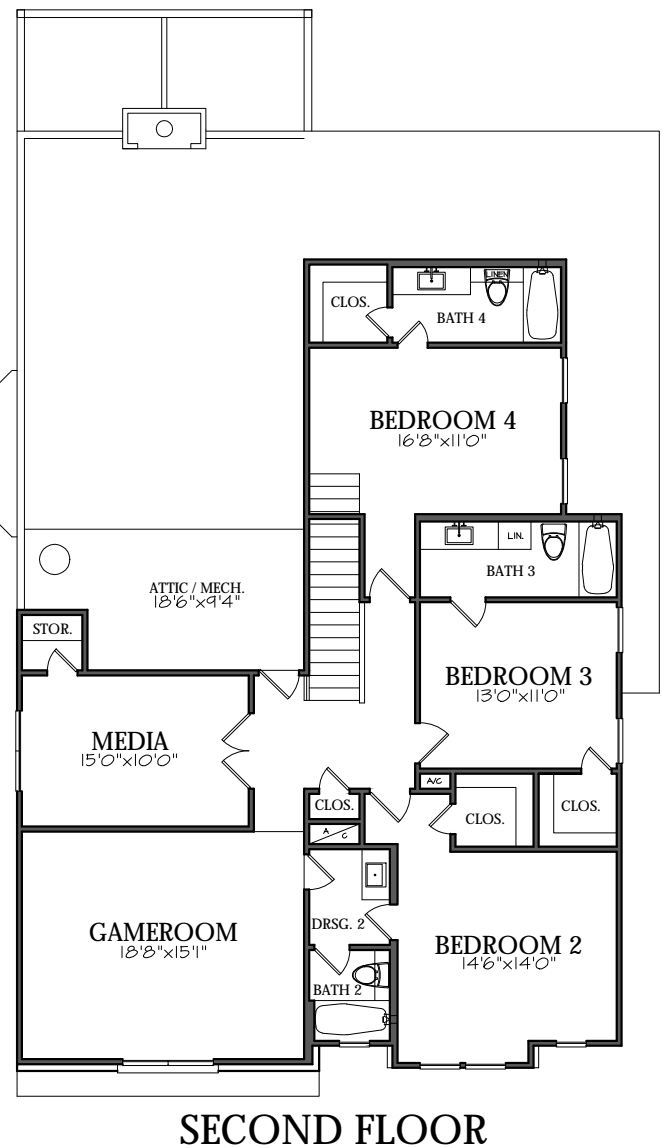 LINEN
CLOS.
BATH 4
BEDROOM 4
16'8"x11'0"
LIN.
BATH 3
ATTIC / MECH.
18'6"x9'4"
STOR.
BEDROOM 3
13'0"x11'0"
MEDIA
15'0"x10'0"
A/C
CLOS.
CLOS.
CLOS.
A C
DRSG. 2
GAMEROOM
18'8"x15'1"
BEDROOM 2
14'6"x14'0"
BATH 2
SECOND FLOOR